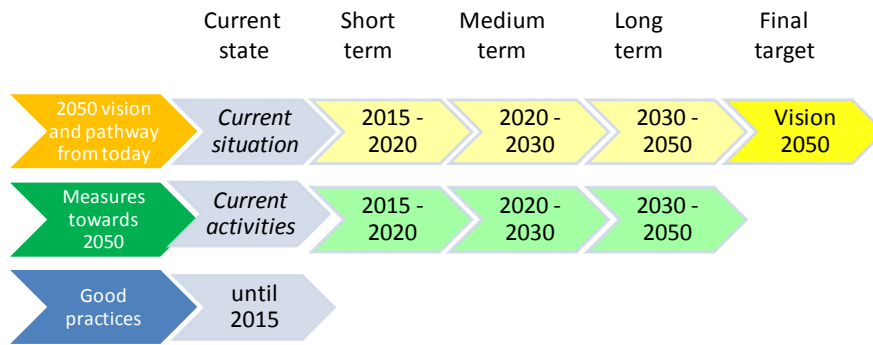 Current state
Short term
Medium term
Long term
Final target
2050 vision
and pathway
from today
Current
situation
2015 -
2020
2020 -
2030
2030 -
2050
Vision
2050
Measures
towards
2050
Current
activities
2015 -
2020
2020 -
2030
2030 -
2050
Good
practices
until
2015